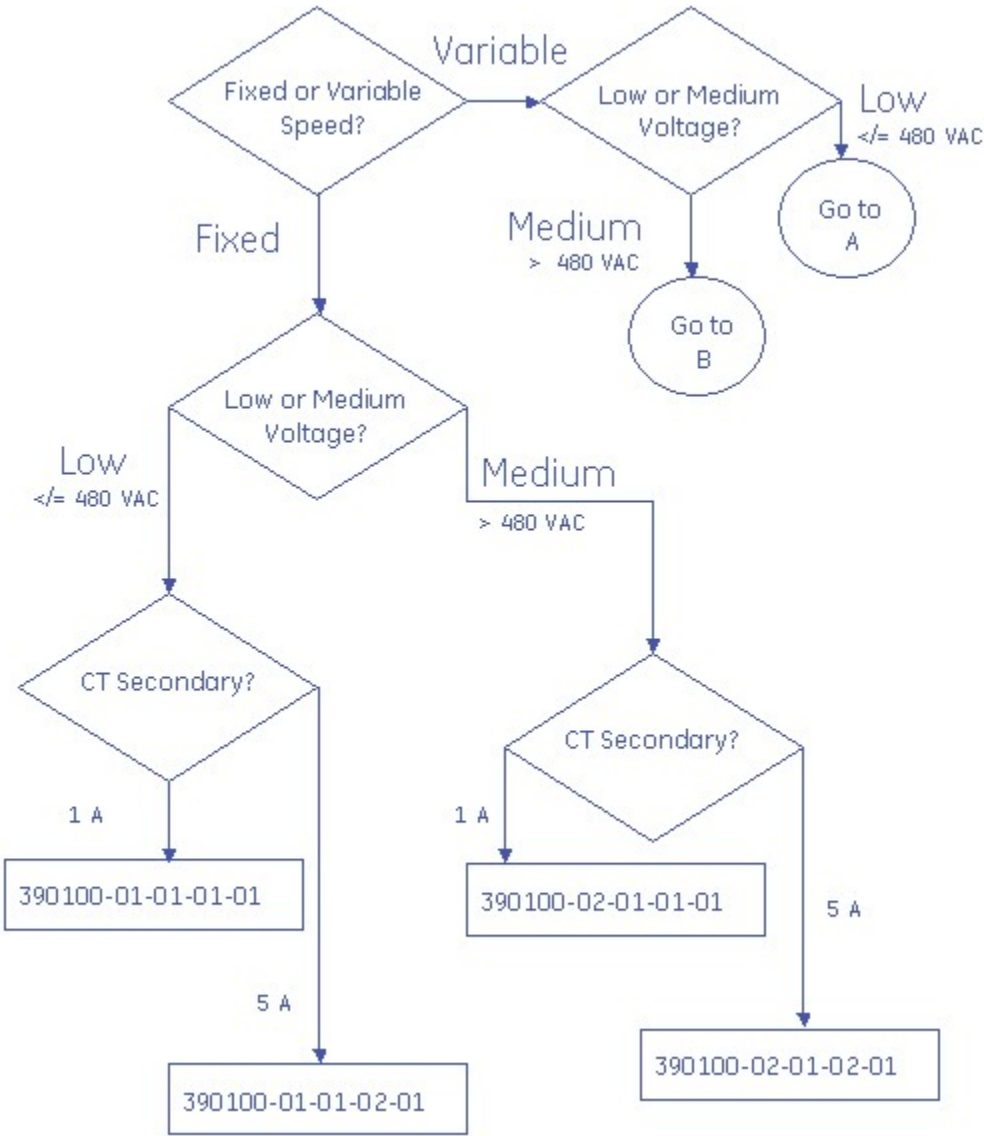 Variable
Fixed or Variable
Speed?
Low or Medium
Voltage?
Low
</= 480 VAC
Go to
A
Fixed
Medium
> 480 VAC
Go to
B
Low or Medium
Voltage?
Low
</= 480 VAC
Medium
> 480 VAC
CT Secondary?
CT Secondary?
1 A
1 A
390100-01-01-01-01
390100-02-01-01-01
5 A
5 A
390100-02-01-02-01
390100-01-01-02-01